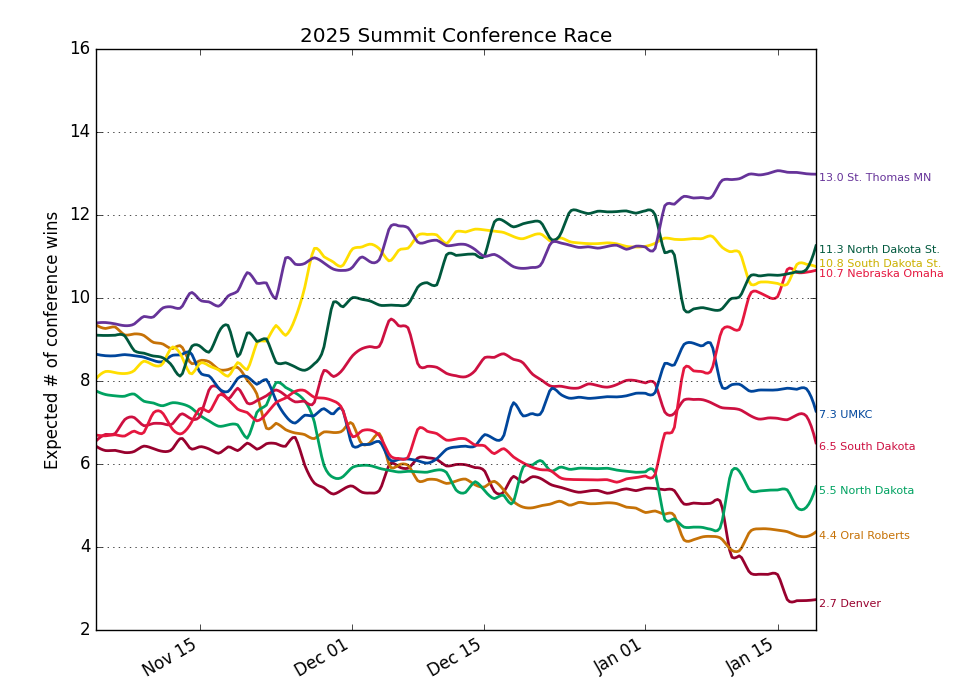 2025 Summit Conference Race
Expected # of conference wins
16
14
12
10
8
6
4
2
Nov 15
Dec 01
Dec 15
Jan 01
Jan 15
13.0 St. Thomas MN
11.3 North Dakota St.
10.8 South Dakota St.
10.7 Nebraska Omaha
7.3 UMKC
6.5 South Dakota
5.5 North Dakota
4.4 Oral Roberts
2.7 Denver